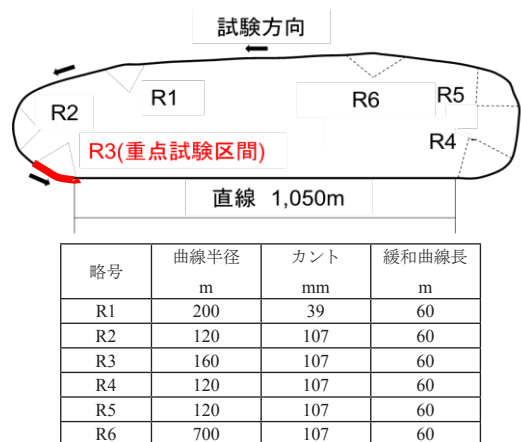 試験方向
R1
R2
R6
R5
R4
R3(重点試験区間)
直線 1,050m
略号 曲線半径 カント 緩和曲線長
m mm m
R1 200 39 60
R2 120 107 60
R3 160 107 60
R4 120 107 60
R5 120 107 60
R6 700 107 60